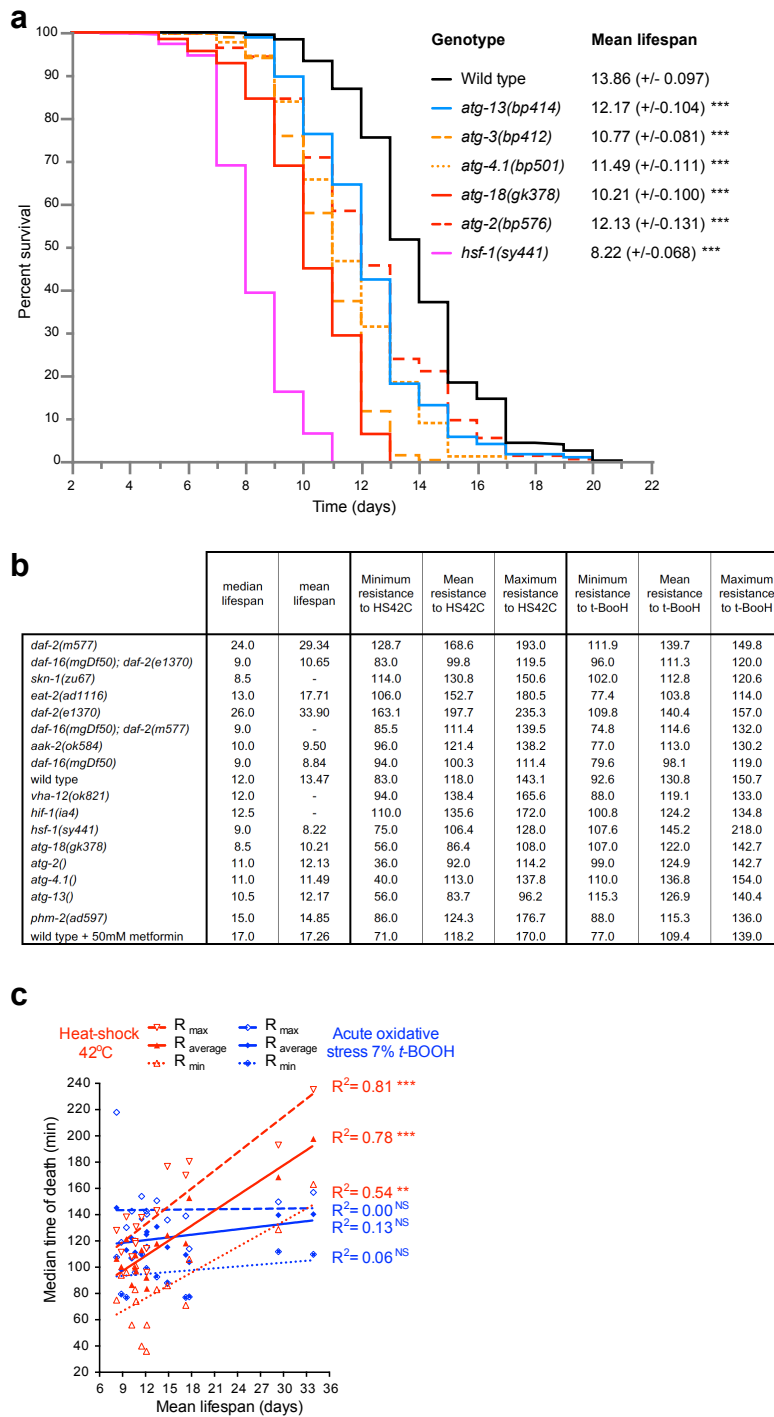 a
Genotype Mean lifespan
Wild type 13.86 (+/- 0.097)
atg-13(bp414) 12.17 (+/-0.104) ***
atg-3(bp412) 10.77 (+/-0.081) ***
atg-4.1(bp501) 11.49 (+/-0.111) ***
atg-18(gk378) 10.21 (+/-0.100) ***
atg-2(bp576) 12.13 (+/-0.131) ***
hsf-1(sy441) 8.22 (+/-0.068) ***
Percent survival
100
90
80
70
60
50
40
30
20
10
0
2 4 6 8 10 12 14 16 18 20 22
Time (days)
b
median lifespan mean lifespan Minimum resistance to HS42C Mean resistance to HS42C Maximum resistance to HS42C Minimum resistance to t-BooH Mean resistance to t-BooH Maximum resistance to t-BooH
daf-2(m577) 24.0 29.34 128.7 168.6 193.0 111.9 139.7 149.8
daf-16(mgDf50); daf-2(e1370) 9.0 10.65 83.0 99.8 119.5 96.0 111.3 120.0
skn-1(zu67) 8.5 - 114.0 130.8 150.6 102.0 112.8 120.6
eat-2(ad1116) 13.0 17.71 106.0 152.7 180.5 77.4 103.8 114.0
daf-2(e1370) 26.0 33.90 163.1 197.7 235.3 109.8 140.4 157.0
daf-16(mgDf50); daf-2(m577) 9.0 - 85.5 111.4 139.5 74.8 114.6 132.0
aak-2(ok584) 10.0 9.50 96.0 121.4 138.2 77.0 113.0 130.2
daf-16(mgDf50) 9.0 8.84 94.0 100.3 111.4 79.6 98.1 119.0
wild type 12.0 13.47 83.0 118.0 143.1 92.6 130.8 150.7
vha-12(ok821) 12.0 - 94.0 138.4 165.6 88.0 119.1 133.0
hif-1(ia4) 12.5 - 110.0 135.6 172.0 100.8 124.2 134.8
hsf-1(sy441) 9.0 8.22 75.0 106.4 128.0 107.6 145.2 218.0
atg-18(gk378) 8.5 10.21 56.0 86.4 108.0 107.0 122.0 142.7
atg-2() 11.0 12.13 36.0 92.0 114.2 99.0 124.9 142.7
atg-4.1() 11.0 11.49 40.0 113.0 137.8 110.0 136.8 154.0
atg-13() 10.5 12.17 56.0 83.7 96.2 115.3 126.9 140.4
phm-2(ad597) 15.0 14.85 86.0 124.3 176.7 88.0 115.3 136.0
wild type + 50mM metformin 17.0 17.26 71.0 118.2 170.0 77.0 109.4 139.0
c
Heat-shock 42°C
R max R max
R average R average
R min R min
Acute oxidative stress 7% t-BOOH
Median time of death (min)
240
220
200
180
160
140
120
100
80
60
40
20
R²= 0.81 ***
R²= 0.78 ***
R²= 0.54 **
R²= 0.00 NS
R²= 0.13 NS
R²= 0.06 NS
6 9 12 15 18 21 24 27 30 33 36
Mean lifespan (days)